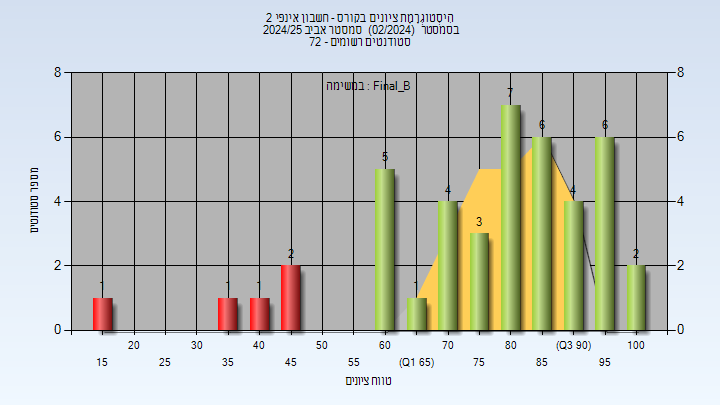 היסטוגרמת ציונים בקורס - חשבון אינפי 2
בסמסטר (02/2024) סמסטר אביב 2024/25
סטודנטים רשומים - 72
במשימה : Final_B
8 8
6 6
4 4
2 2
0 0
מספר סטודנטים
1 1 1 2 5 1 4 3 7 6 4 6 2
20 30 40 50 60 70 80 (Q3 90) 100
15 25 35 45 55 (Q1 65) 75 85 95
טווח ציונים